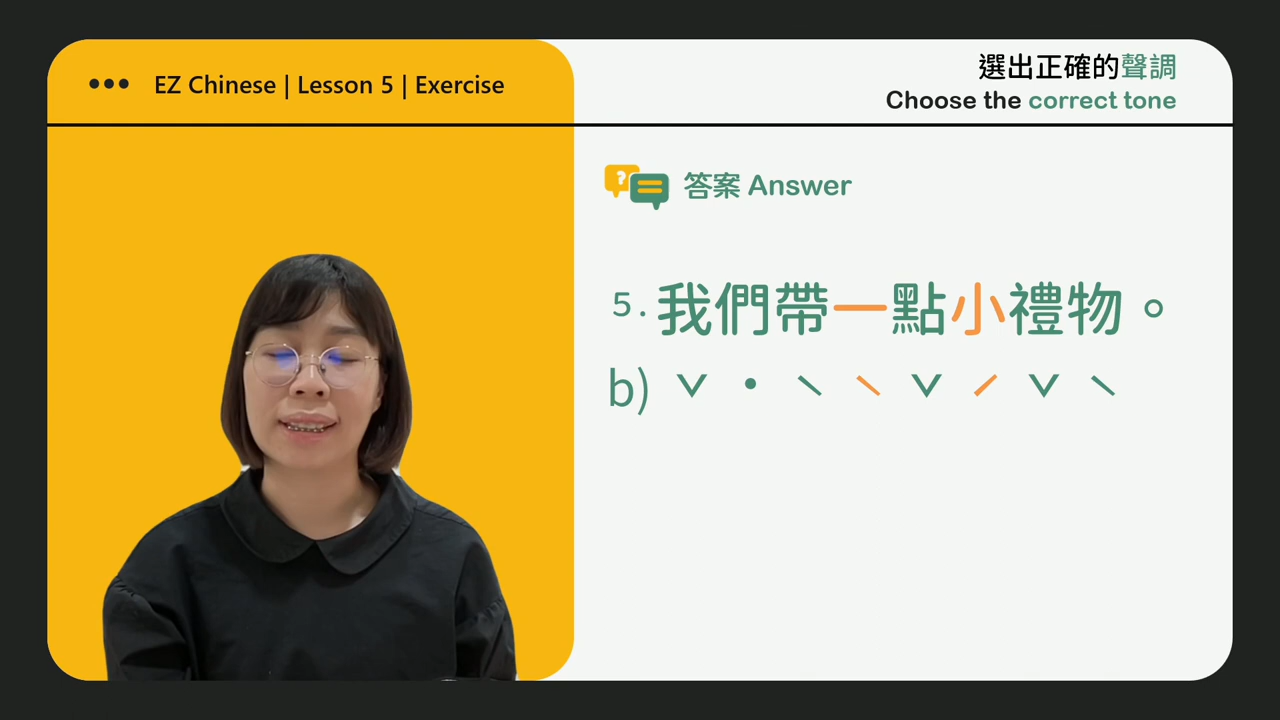 EZ Chinese | Lesson 5 | Exercise
選出正確的聲調
Choose the correct tone
答案 Answer
5. 我們帶一點小禮物。
b) ˇ ˙ ˋ ˋ ˇ ˊ ˇ ˋ